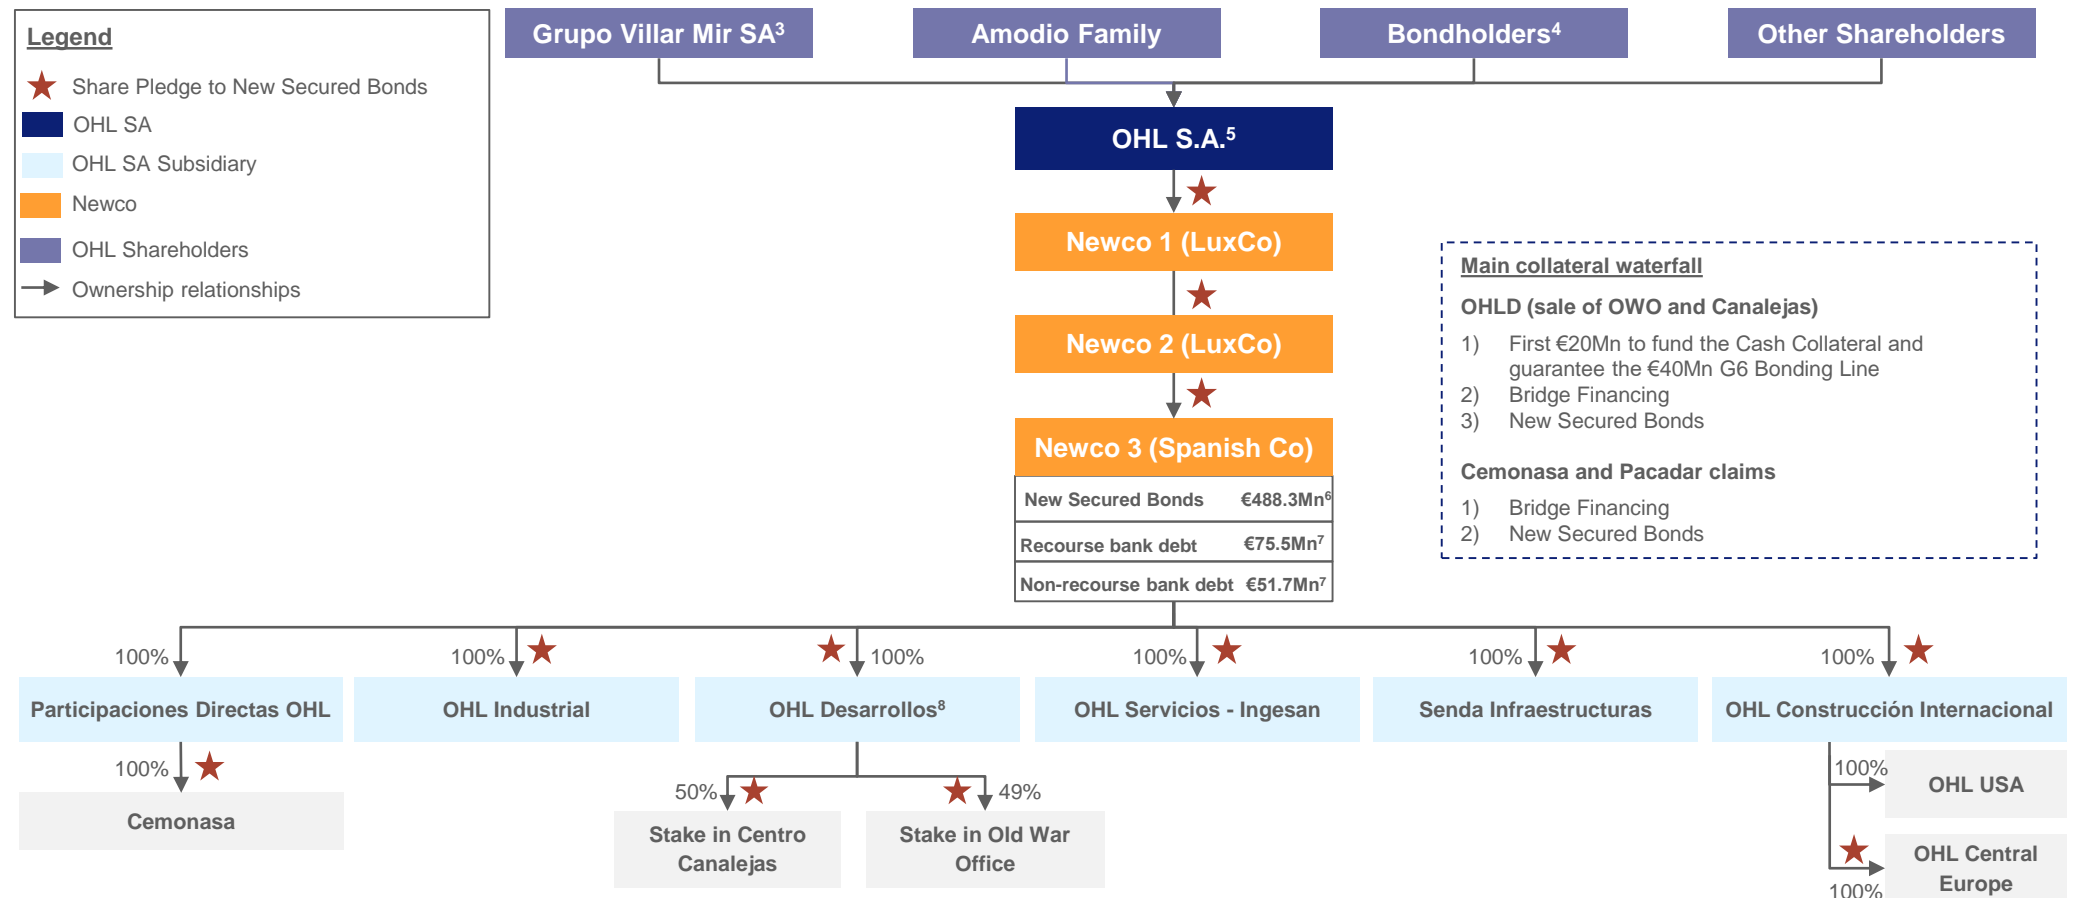 Legend
Share Pledge to New Secured Bonds
OHL SA
OHL SA Subsidiary
Newco
OHL Shareholders
Ownership relationships
Grupo Villar Mir SA³
Amodio Family
Bondholders⁴
Other Shareholders
OHL S.A.⁵
Newco 1 (LuxCo)
Newco 2 (LuxCo)
Newco 3 (Spanish Co)
New Secured Bonds €488.3Mn⁶
Recourse bank debt €75.5Mn⁷
Non-recourse bank debt €51.7Mn⁷
Main collateral waterfall
OHLD (sale of OWO and Canalejas)
1) First €20Mn to fund the Cash Collateral and
guarantee the €40Mn G6 Bonding Line
2) Bridge Financing
3) New Secured Bonds
Cemonasa and Pacadar claims
1) Bridge Financing
2) New Secured Bonds
100%
100%
100%
100%
100%
100%
Participaciones Directas OHL
OHL Industrial
OHL Desarrollos⁸
OHL Servicios - Ingesan
Senda Infraestructuras
OHL Construcción Internacional
100%
Cemonasa
50%
49%
Stake in Centro
Canalejas
Stake in Old War
Office
100%
OHL USA
OHL Central
Europe
100%